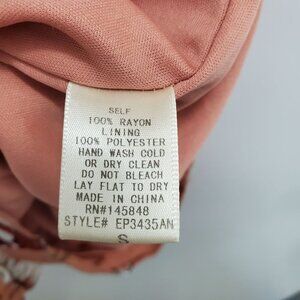 SELF
100% RAYON
LINING
100% POLYESTER
HAND WASH COLD
OR DRY CLEAN
DO NOT BLEACH
LAY FLAT TO DRY
MADE IN CHINA
RN#145848
STYLE# EP3435AN
S